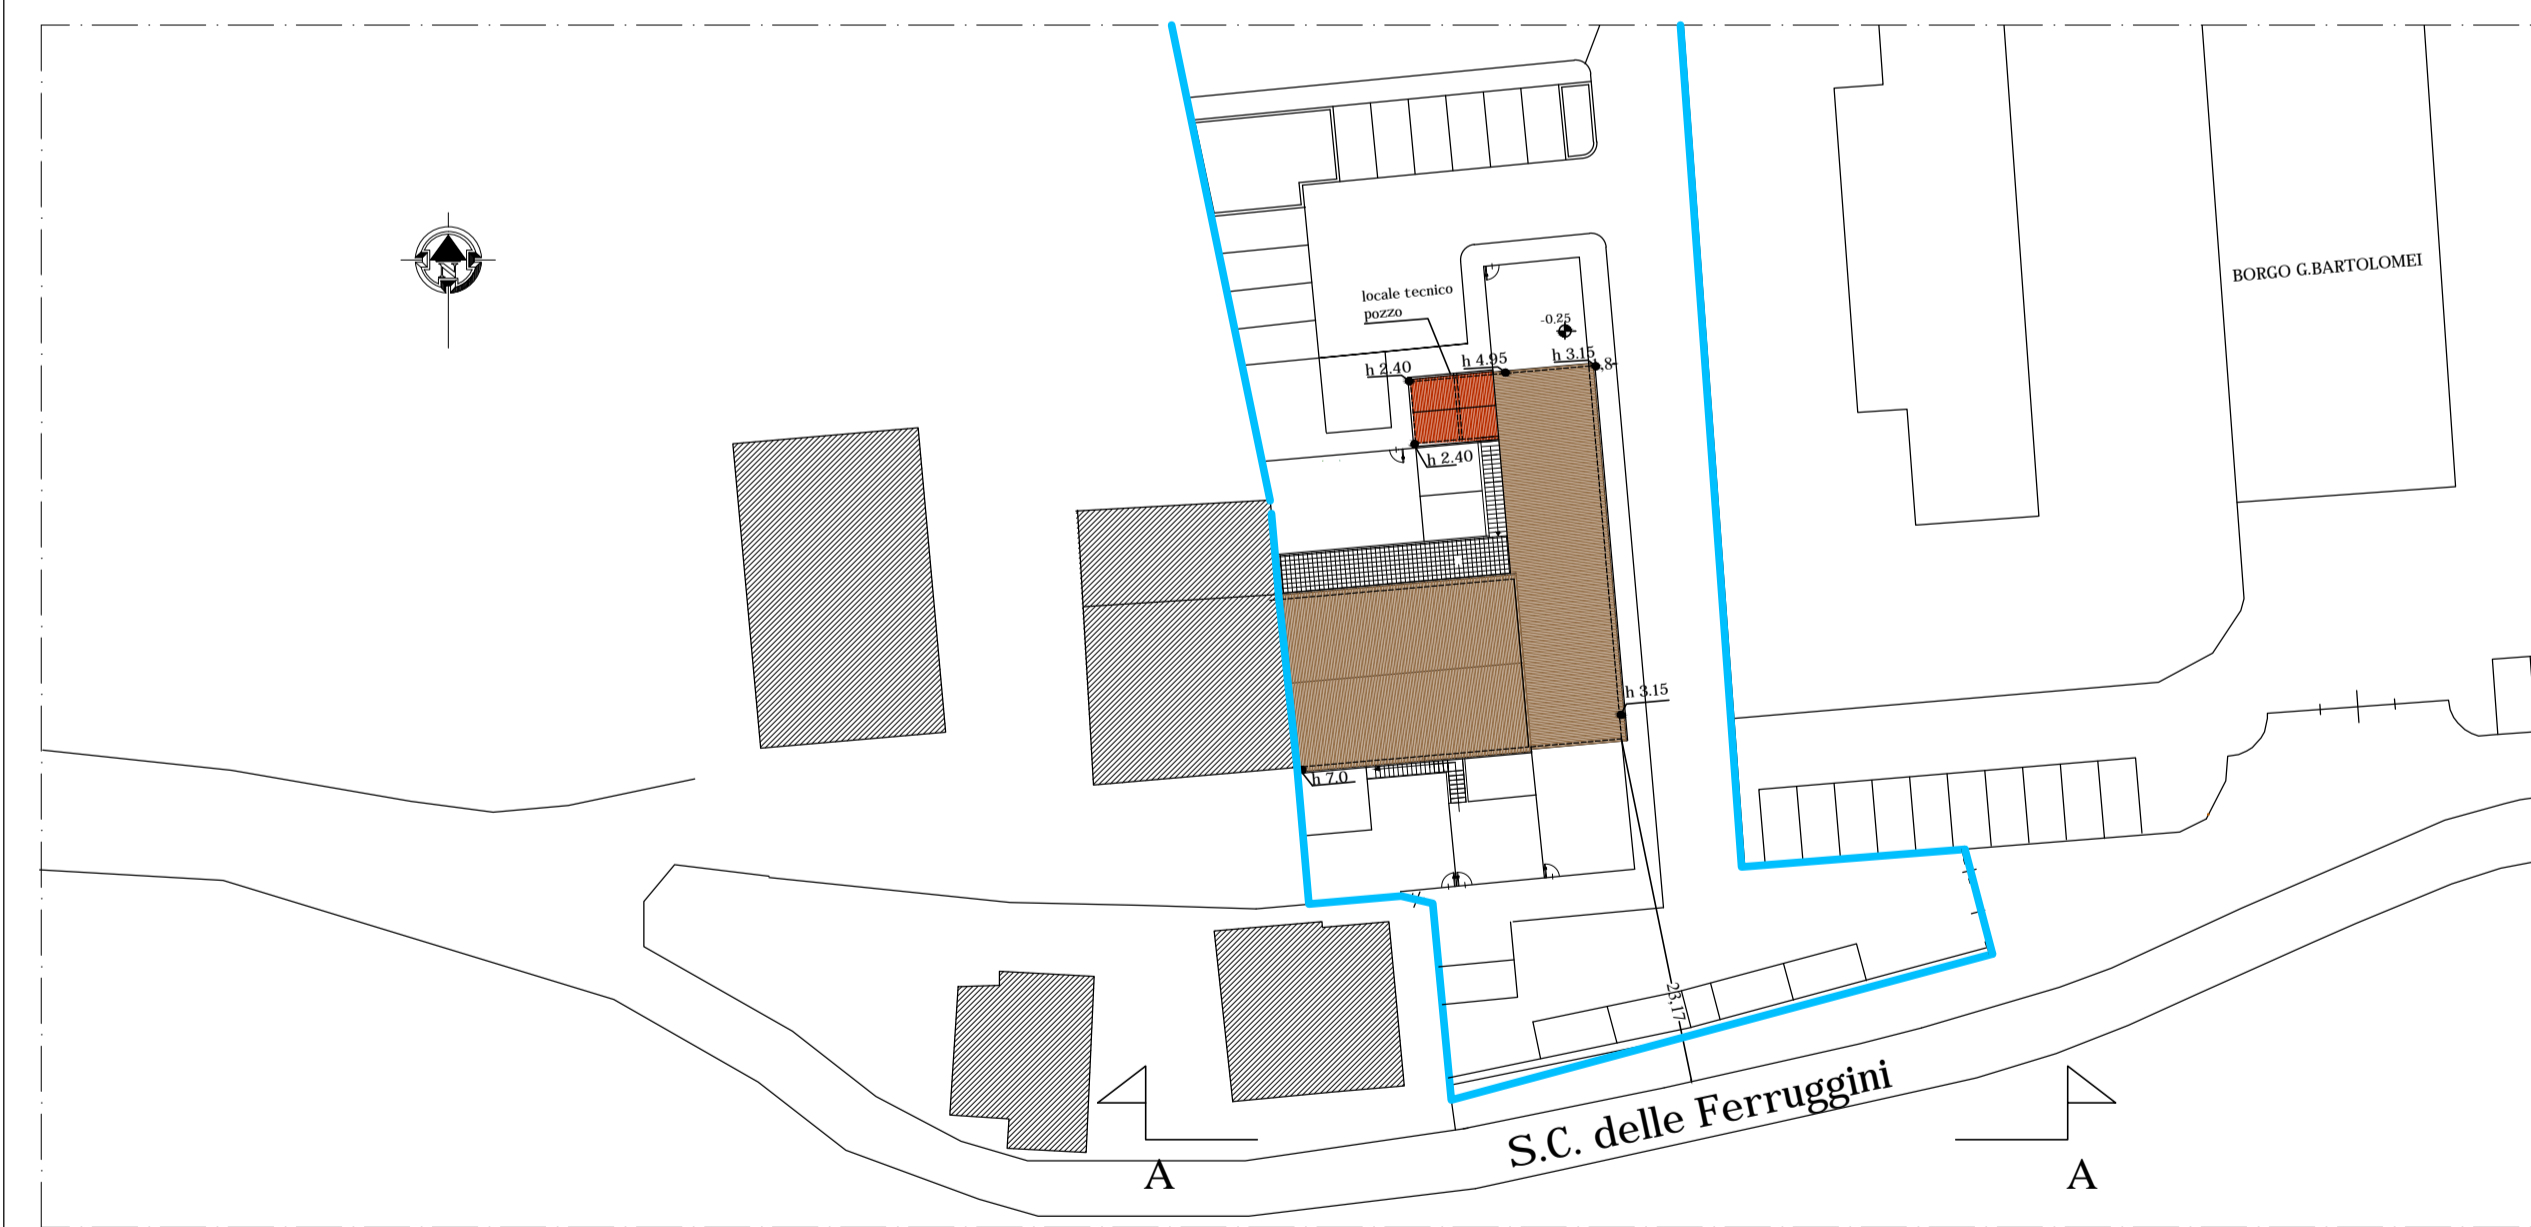 N
BORGO G.BARTOLOMEI
locale tecnico
pozzo
-0.25
h 2.40
h 4.95
h 3.15
h 2.40
h 3.15
h 7.0
23,17
S.C. delle Ferruggini
A
A